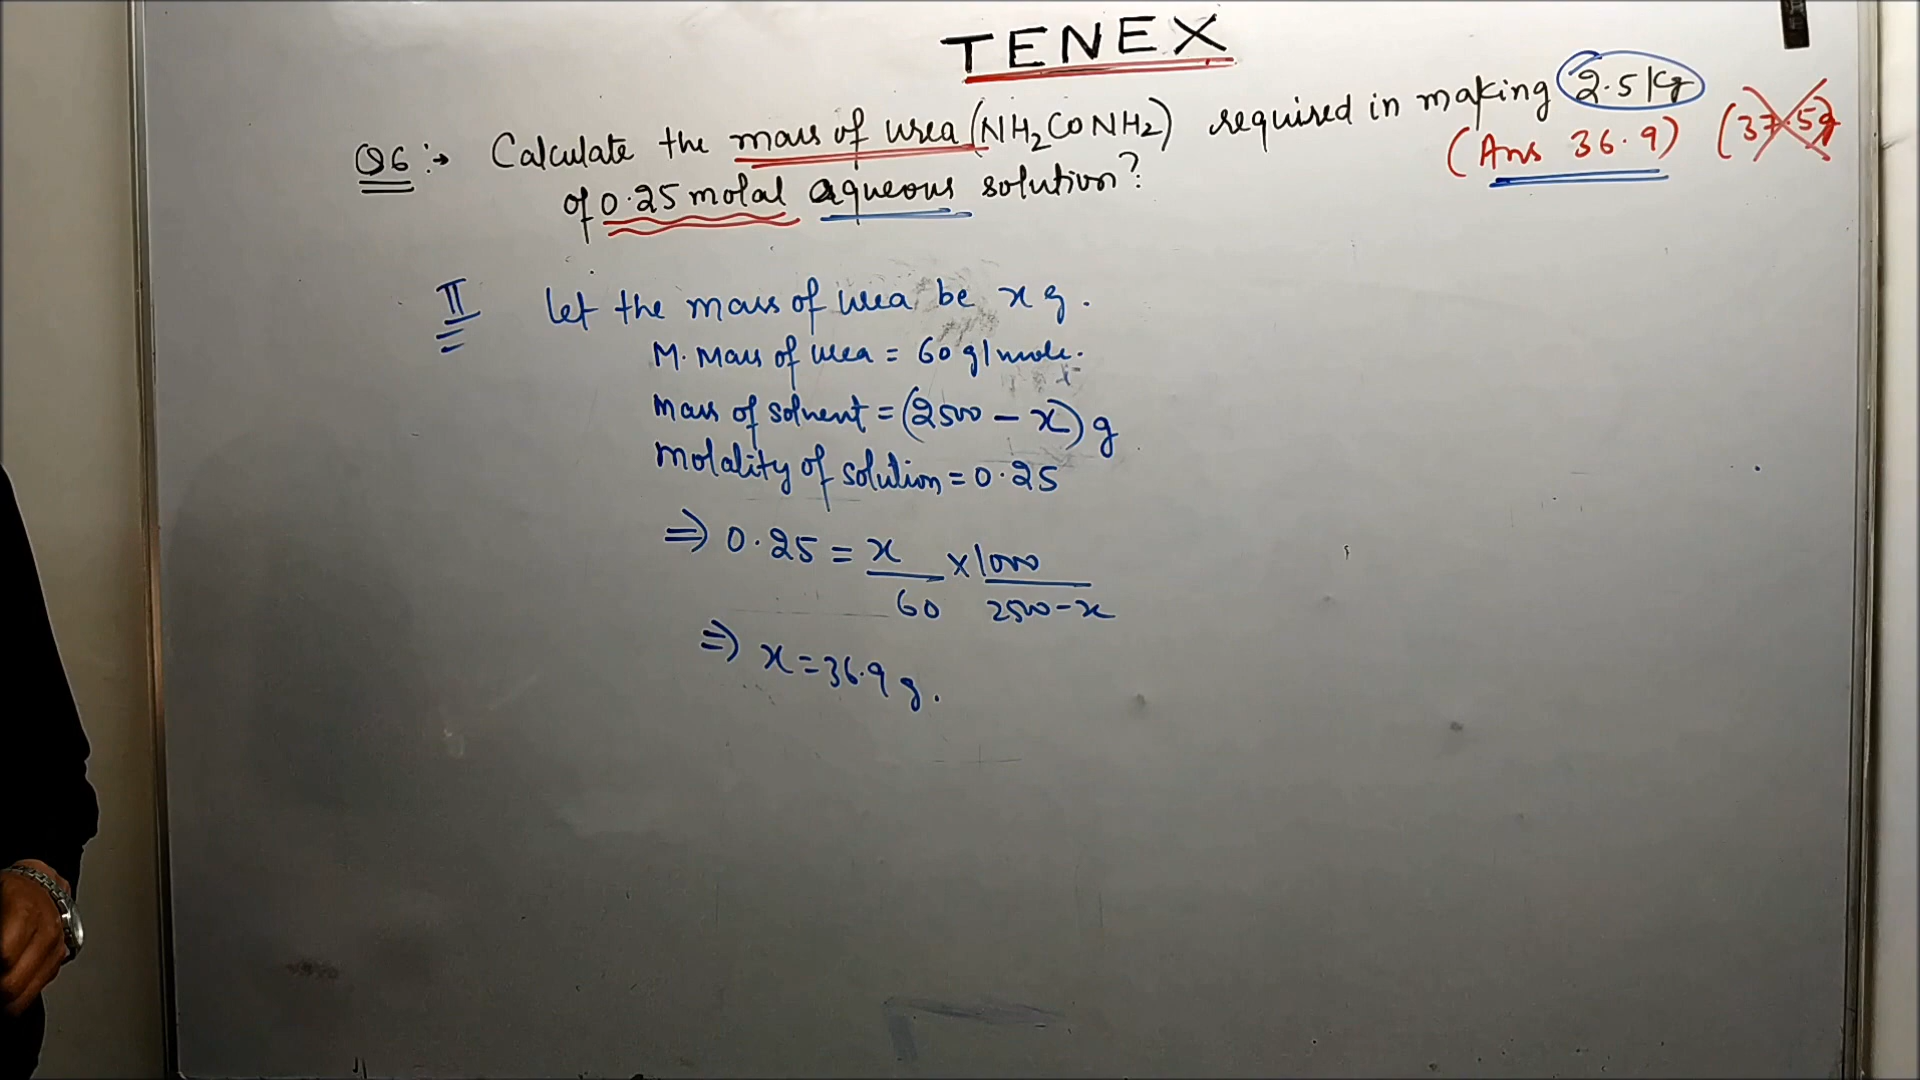 TENEX
Q6:→ Calculate the mass of urea (NH2CONH2) required in making 2.5 Kg
(Ans 36.9) (37.5g
of 0.25 molal aqueous solution?
II let the mass of urea be x g.
M. Mass of urea = 60 g/mole.
Mass of solvent = (2500 - x) g
Molality of solution = 0.25
⇒ 0.25 = x/60 × 1000/2500-x
⇒ x = 36.9 g.